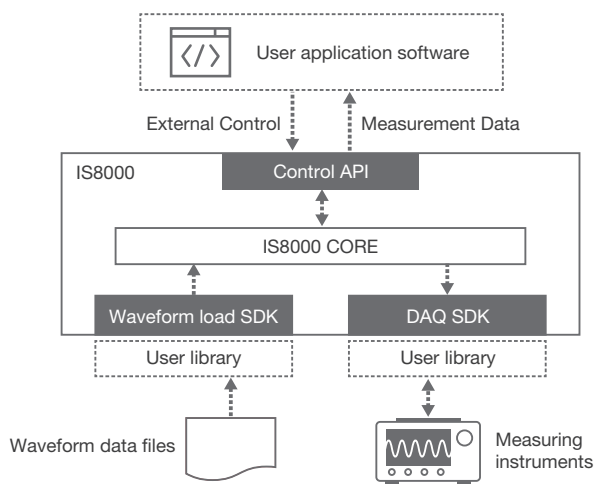 User application software
External Control
Measurement Data
IS8000
Control API
IS8000 CORE
Waveform load SDK
DAQ SDK
User library
User library
Waveform data files
Measuring
instruments